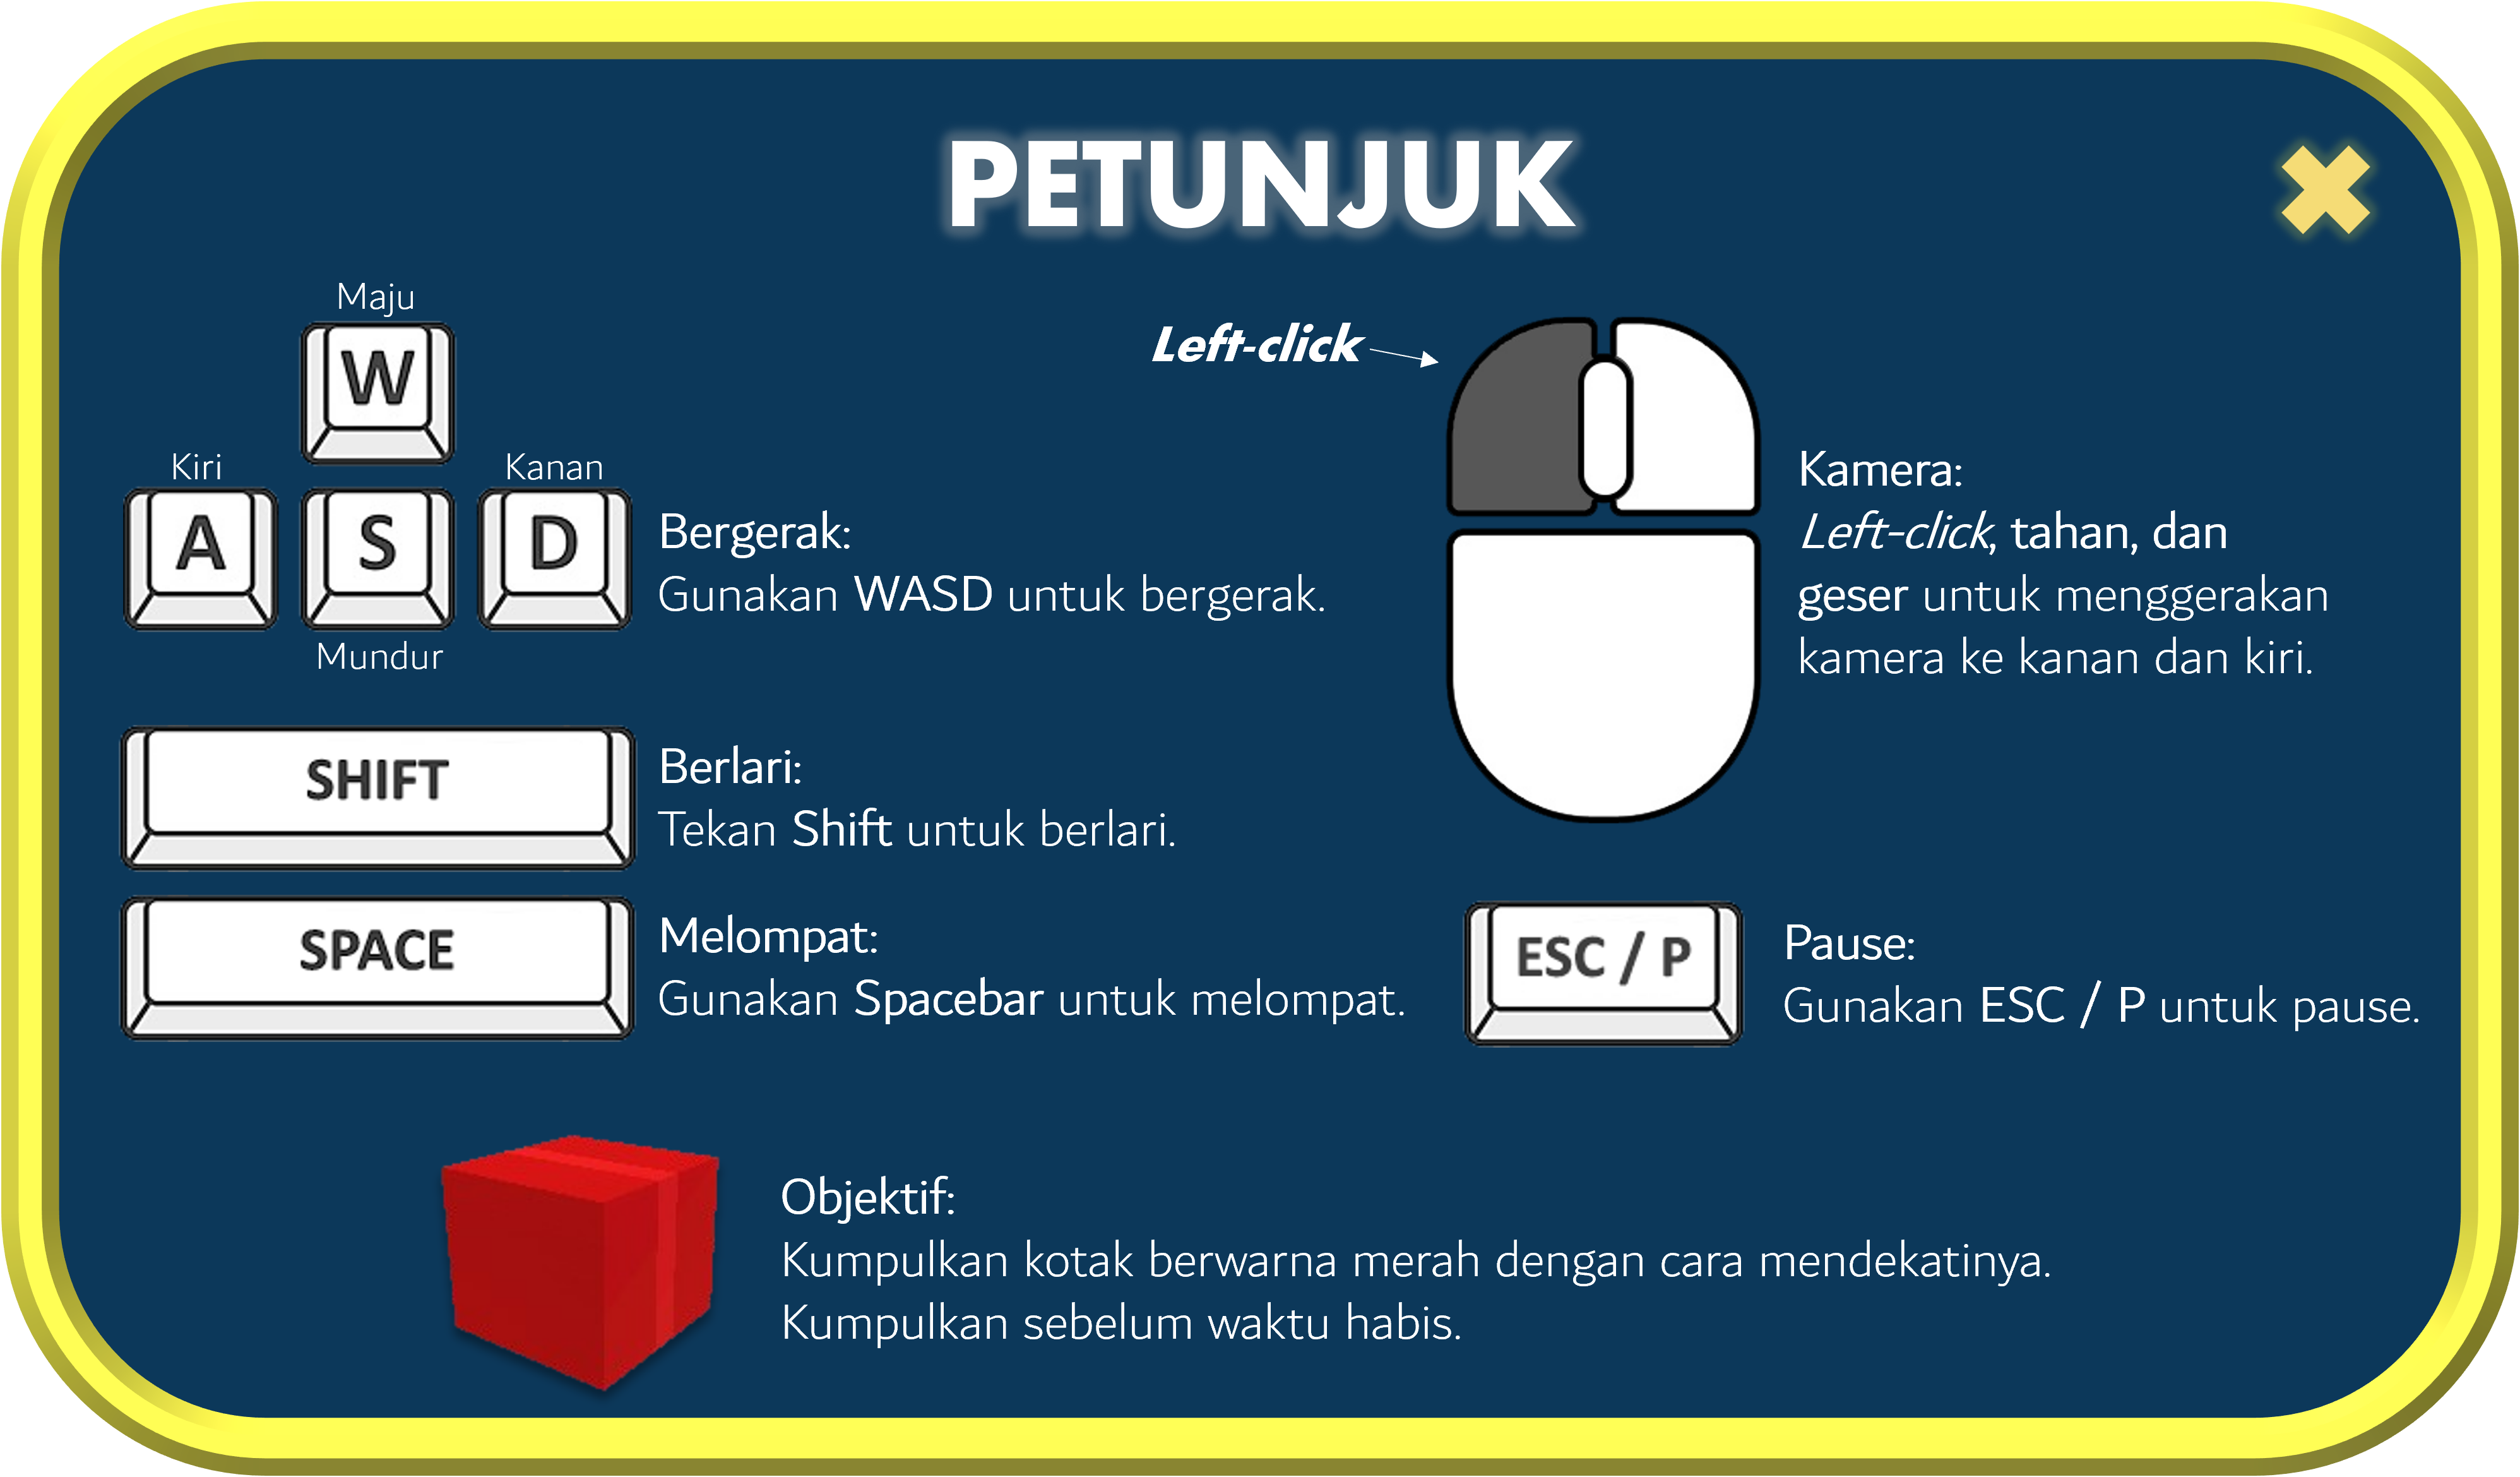 PETUNJUK
Maju
W
Kiri
Kanan
A
S
D
Mundur
Bergerak:
Gunakan WASD untuk bergerak.
SHIFT
Berlari:
Tekan Shift untuk berlari.
SPACE
Melompat:
Gunakan Spacebar untuk melompat.
Left-click
Kamera:
Left-click, tahan, dan
geser untuk menggerakan
kamera ke kanan dan kiri.
ESC / P
Pause:
Gunakan ESC / P untuk pause.
Objektif:
Kumpulkan kotak berwarna merah dengan cara mendekatinya.
Kumpulkan sebelum waktu habis.